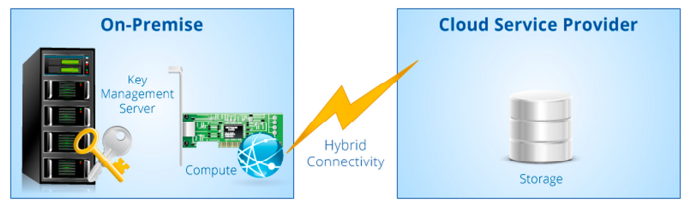 On-Premise
Key
Management
Server
Compute
Hybrid
Connectivity
Cloud Service Provider
Storage